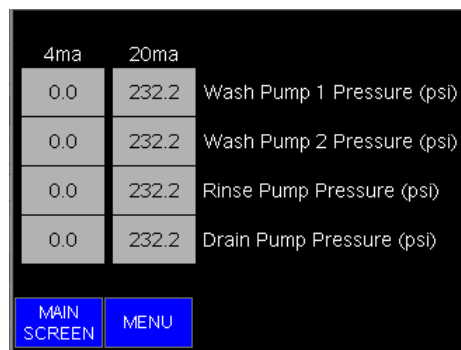 4ma 20ma
0.0 232.2 Wash Pump 1 Pressure (psi)
0.0 232.2 Wash Pump 2 Pressure (psi)
0.0 232.2 Rinse Pump Pressure (psi)
0.0 232.2 Drain Pump Pressure (psi)
MAIN
SCREEN
MENU